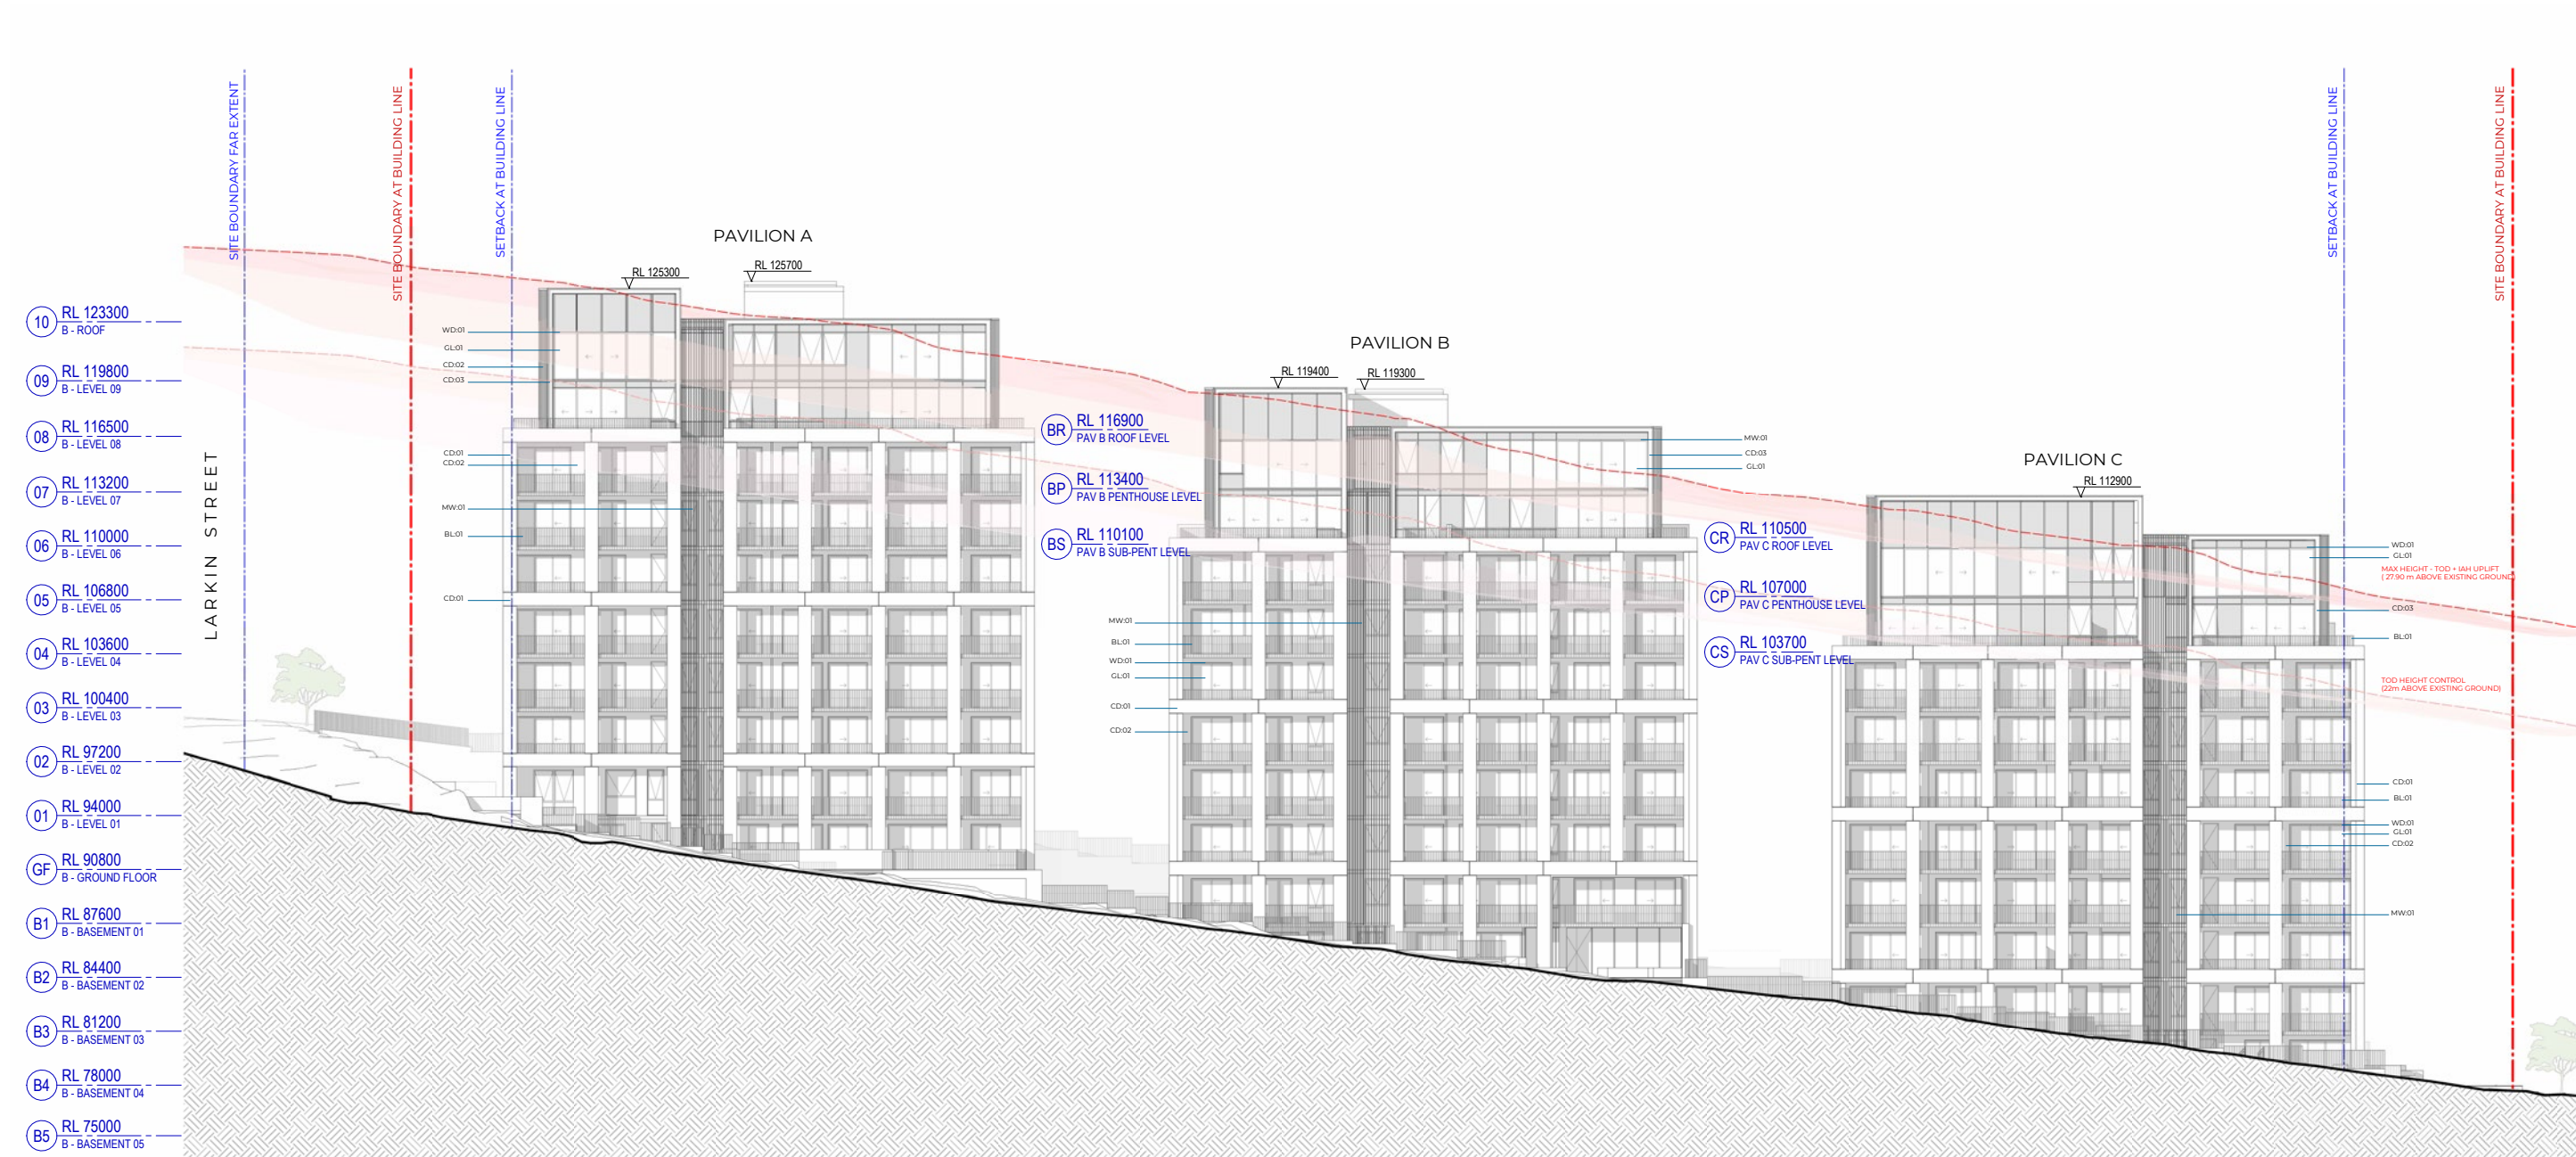 SITE BOUNDARY FAR EXTENT
SITE BOUNDARY AT BUILDING LINE
SETBACK AT BUILDING LINE
SETBACK AT BUILDING LINE
SITE BOUNDARY AT BUILDING LINE
PAVILION A
RL 125300
RL 125700
PAVILION B
RL 119400
RL 119300
PAVILION C
RL 112900
10 RL 123300
B - ROOF
09 RL 119800
B - LEVEL 09
08 RL 116500
B - LEVEL 08
07 RL 113200
B - LEVEL 07
06 RL 110000
B - LEVEL 06
05 RL 106800
B - LEVEL 05
04 RL 103600
B - LEVEL 04
03 RL 100400
B - LEVEL 03
02 RL 97200
B - LEVEL 02
01 RL 94000
B - LEVEL 01
GF RL 90800
B - GROUND FLOOR
B1 RL 87600
B - BASEMENT 01
B2 RL 84400
B - BASEMENT 02
B3 RL 81200
B - BASEMENT 03
B4 RL 78000
B - BASEMENT 04
B5 RL 75000
B - BASEMENT 05
LARKIN STREET
WD:01
GL:01
CD:02
CD:03
CD:01
CD:02
MW:01
BL:01
CD:01
BR RL 116900
PAV B ROOF LEVEL
BP RL 113400
PAV B PENTHOUSE LEVEL
BS RL 110100
PAV B SUB-PENT LEVEL
MW:01
BL:01
WD:01
GL:01
CD:01
CD:02
MW:01
CD:03
GL:01
CR RL 110500
PAV C ROOF LEVEL
CP RL 107000
PAV C PENTHOUSE LEVEL
CS RL 103700
PAV C SUB-PENT LEVEL
WD:01
GL:01
MAX HEIGHT - TOD + IAH UPLIFT
( 27.90 m ABOVE EXISTING GROUND)
CD:03
BL:01
TOD HEIGHT CONTROL
(22m ABOVE EXISTING GROUND)
CD:01
BL:01
WD:01
GL:01
CD:02
MW:01